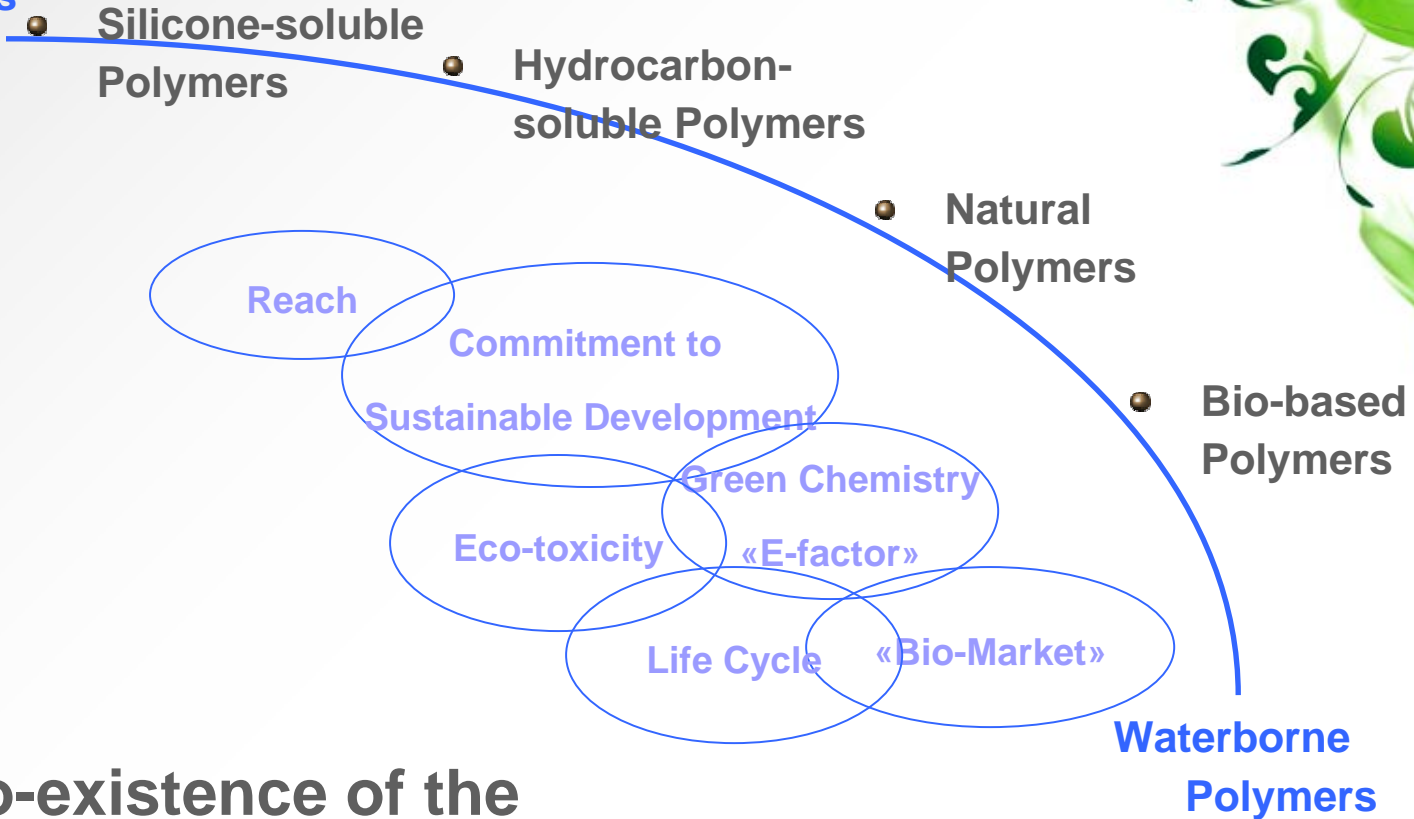 s
Silicone-soluble
Polymers
Hydrocarbon-
soluble Polymers
Natural
Polymers
Reach
Commitment to
Sustainable Development
Bio-based
Polymers
Green Chemistry
«E-factor»
Eco-toxicity
Life Cycle
«Bio-Market»
Waterborne
Polymers
o-existence of the